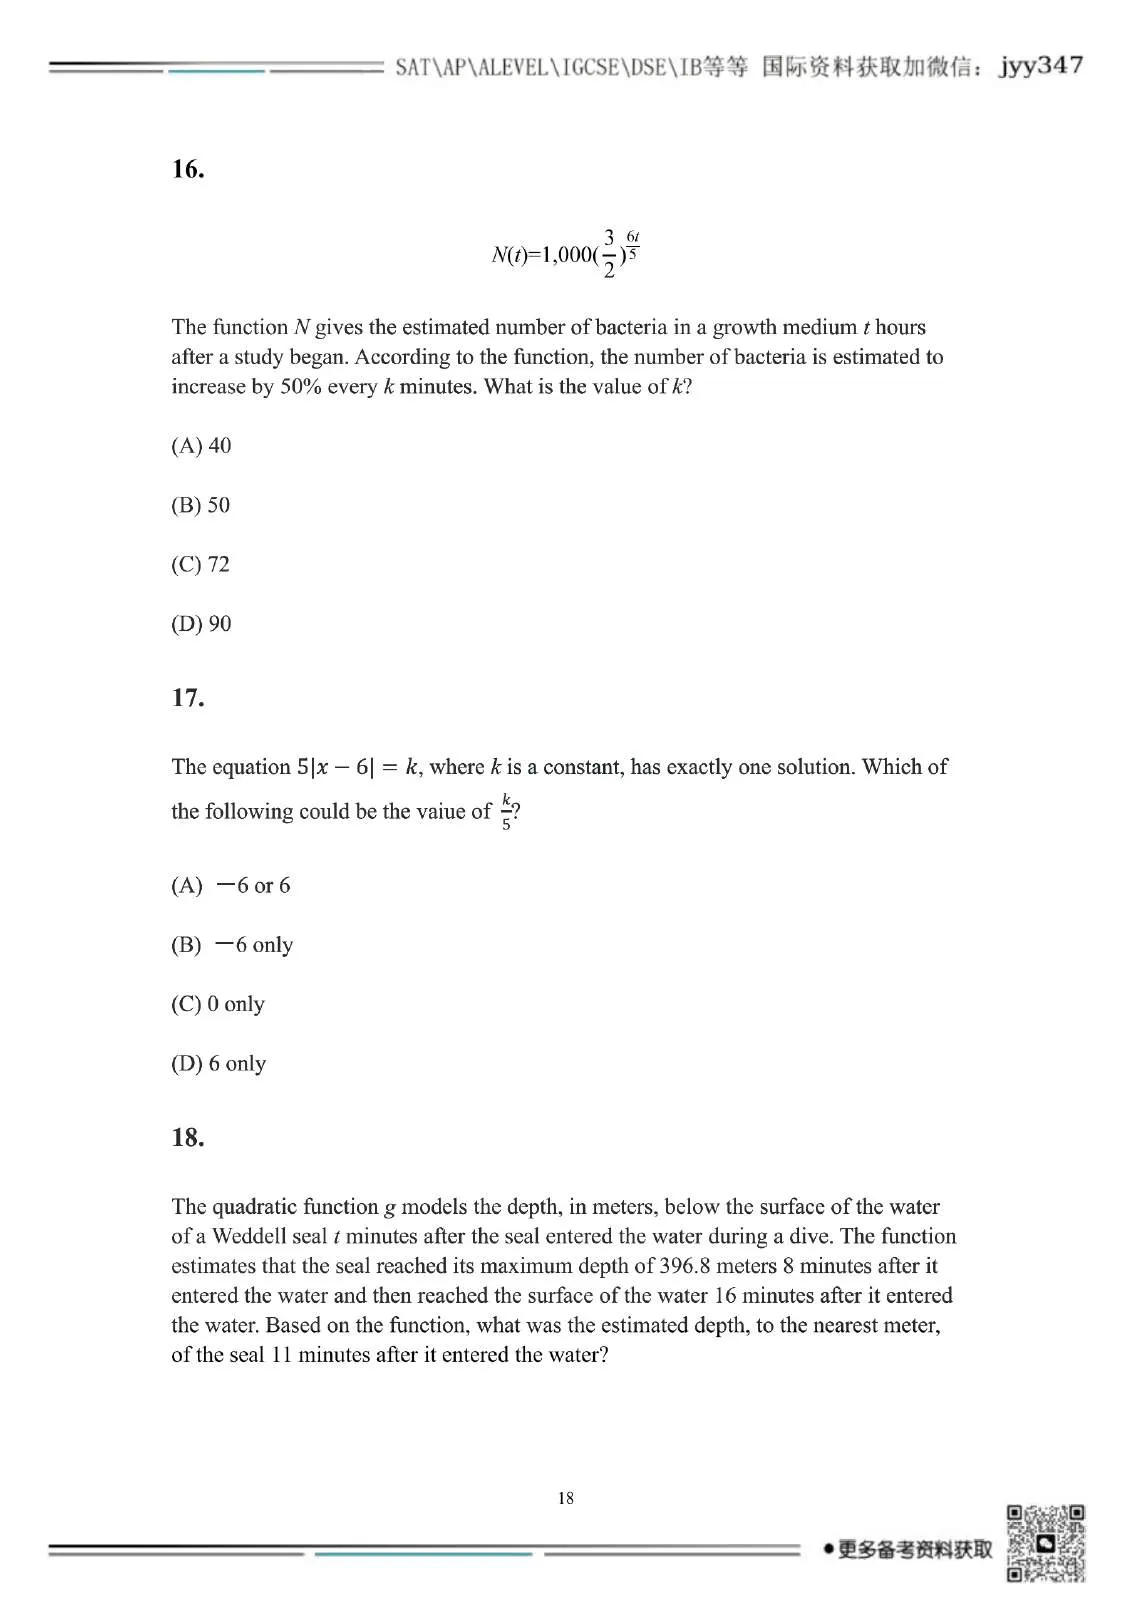 SAT\AP\ALEVEL\IGCSE\DSE\IB等等 国际资料获取加微信：jyy347
16.
N(t)=1,000(3/2)^(6t/5)
The function N gives the estimated number of bacteria in a growth medium t hours
after a study began. According to the function, the number of bacteria is estimated to
increase by 50% every k minutes. What is the value of k?
(A) 40
(B) 50
(C) 72
(D) 90
17.
The equation 5|x − 6| = k, where k is a constant, has exactly one solution. Which of
the following could be the vaiue of k/5?
(A) −6 or 6
(B) −6 only
(C) 0 only
(D) 6 only
18.
The quadratic function g models the depth, in meters, below the surface of the water
of a Weddell seal t minutes after the seal entered the water during a dive. The function
estimates that the seal reached its maximum depth of 396.8 meters 8 minutes after it
entered the water and then reached the surface of the water 16 minutes after it entered
the water. Based on the function, what was the estimated depth, to the nearest meter,
of the seal 11 minutes after it entered the water?
18
●更多备考资料获取